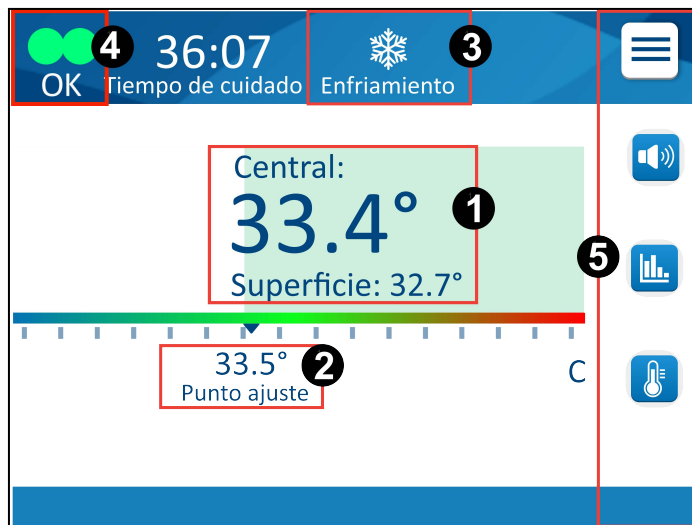 4
36:07
3
OK
Tiempo de cuidado
Enfriamiento
Central:
33.4°
1
Superficie: 32.7°
5
33.5°
2
C
Punto ajuste